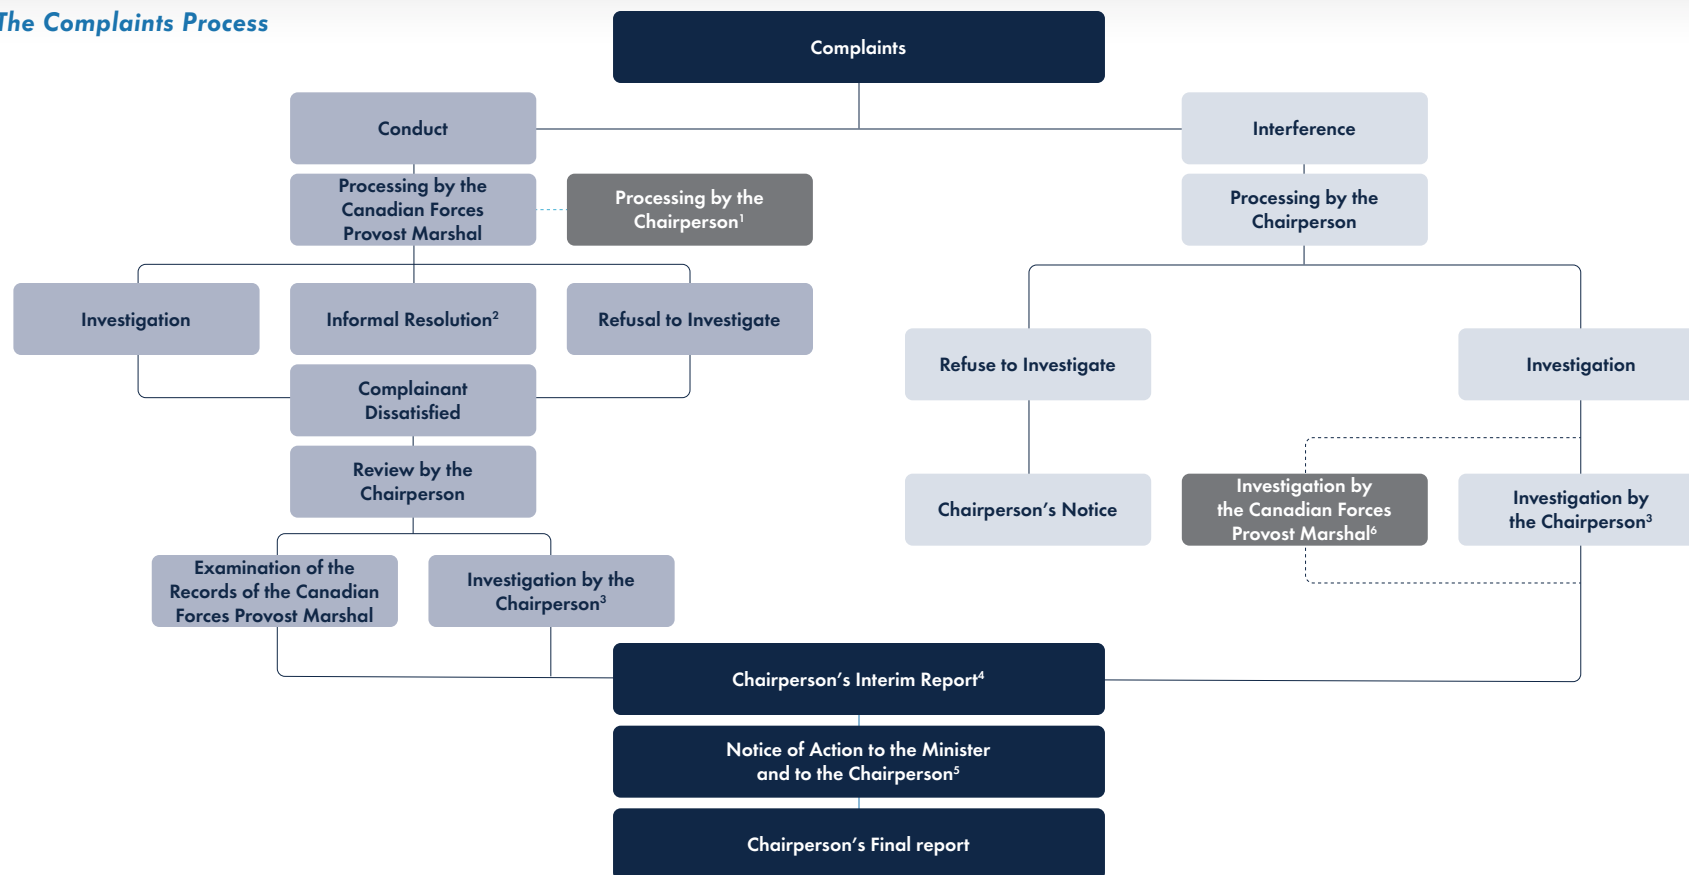 The Complaints Process
Complaints
Conduct
Interference
Processing by the
Canadian Forces
Provost Marshal
Processing by the
Chairperson¹
Processing by the
Chairperson
Investigation
Informal Resolution²
Refusal to Investigate
Refuse to Investigate
Investigation
Complainant
Dissatisfied
Review by the
Chairperson
Chairperson’s Notice
Investigation by
the Canadian Forces
Provost Marshal⁶
Investigation by
the Chairperson³
Examination of the
Records of the Canadian
Forces Provost Marshal
Investigation by the
Chairperson³
Chairperson’s Interim Report⁴
Notice of Action to the Minister
and to the Chairperson⁵
Chairperson’s Final report